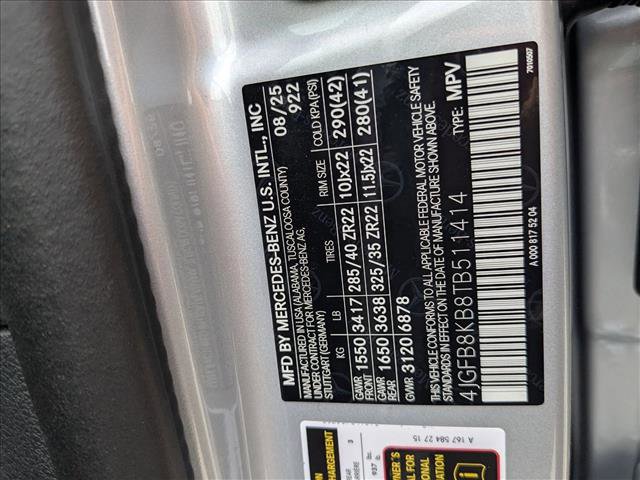 MFD BY MERCEDES-BENZ U.S. INTL., INC
MANUFACTURED IN USA (ALABAMA, TUSCALOOSA COUNTY)
UNDER CONTRACT FOR MERCEDES-BENZ AG,
STUTTGART (GERMANY)
08/25
922
KG LB TIRES RIM SIZE COLD KPA(PSI)
GAWR FRONT 1550 3417 285/40 ZR22 10Jx22 290(42)
GAWR REAR 1650 3638 325/35 ZR22 11.5Jx22 280(41)
GVWR 3120 6878
THIS VEHICLE CONFORMS TO ALL APPLICABLE FEDERAL MOTOR VEHICLE SAFETY
STANDARDS IN EFFECT ON THE DATE OF MANUFACTURE SHOWN ABOVE.
4JGFB8KB8TB511414 TYPE: MPV
A 000 817 52 04
7010507
A 167 584 27 15
CHARGEMENT
3
937 lb.